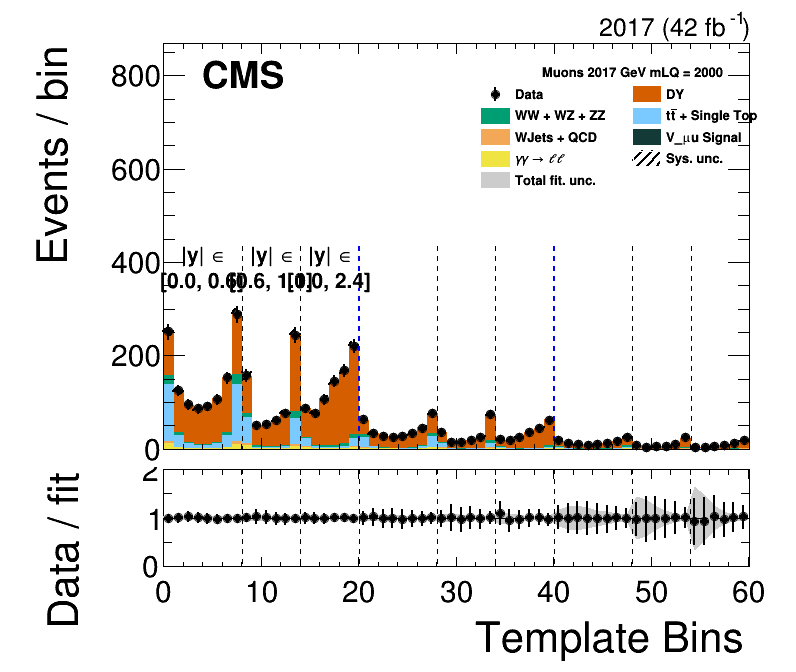 2017 (42 fb⁻¹)
CMS
Muons 2017 GeV mLQ = 2000
Data
DY
WW + WZ + ZZ
tt̄ + Single Top
WJets + QCD
V_μu Signal
γγ → ℓℓ
Sys. unc.
Total fit. unc.
Events / bin
800
600
400
200
0
|y| ∈ |y| ∈ |y| ∈
[0.0, 0.6] [0.6, 1.0] [1.0, 2.4]
Data / fit
2
1
0
0 10 20 30 40 50 60
Template Bins